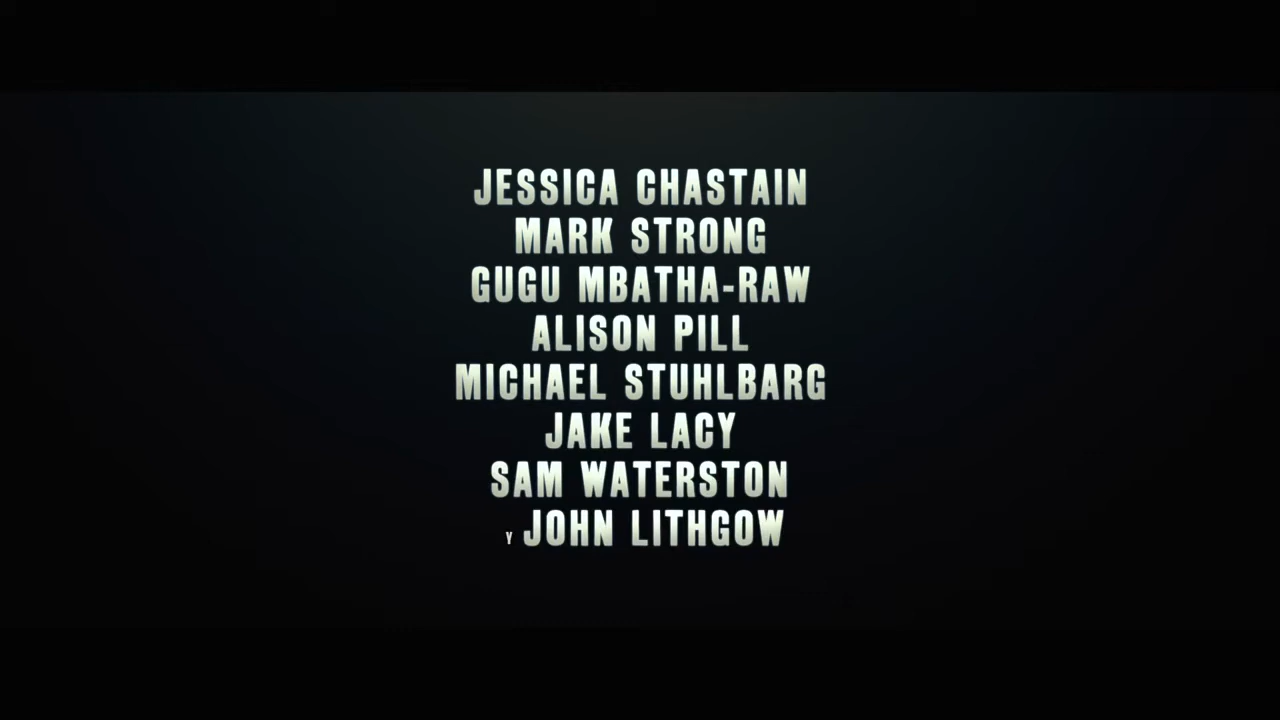 JESSICA CHASTAIN
MARK STRONG
GUGU MBATHA-RAW
ALISON PILL
MICHAEL STUHLBARG
JAKE LACY
SAM WATERSTON
Y JOHN LITHGOW